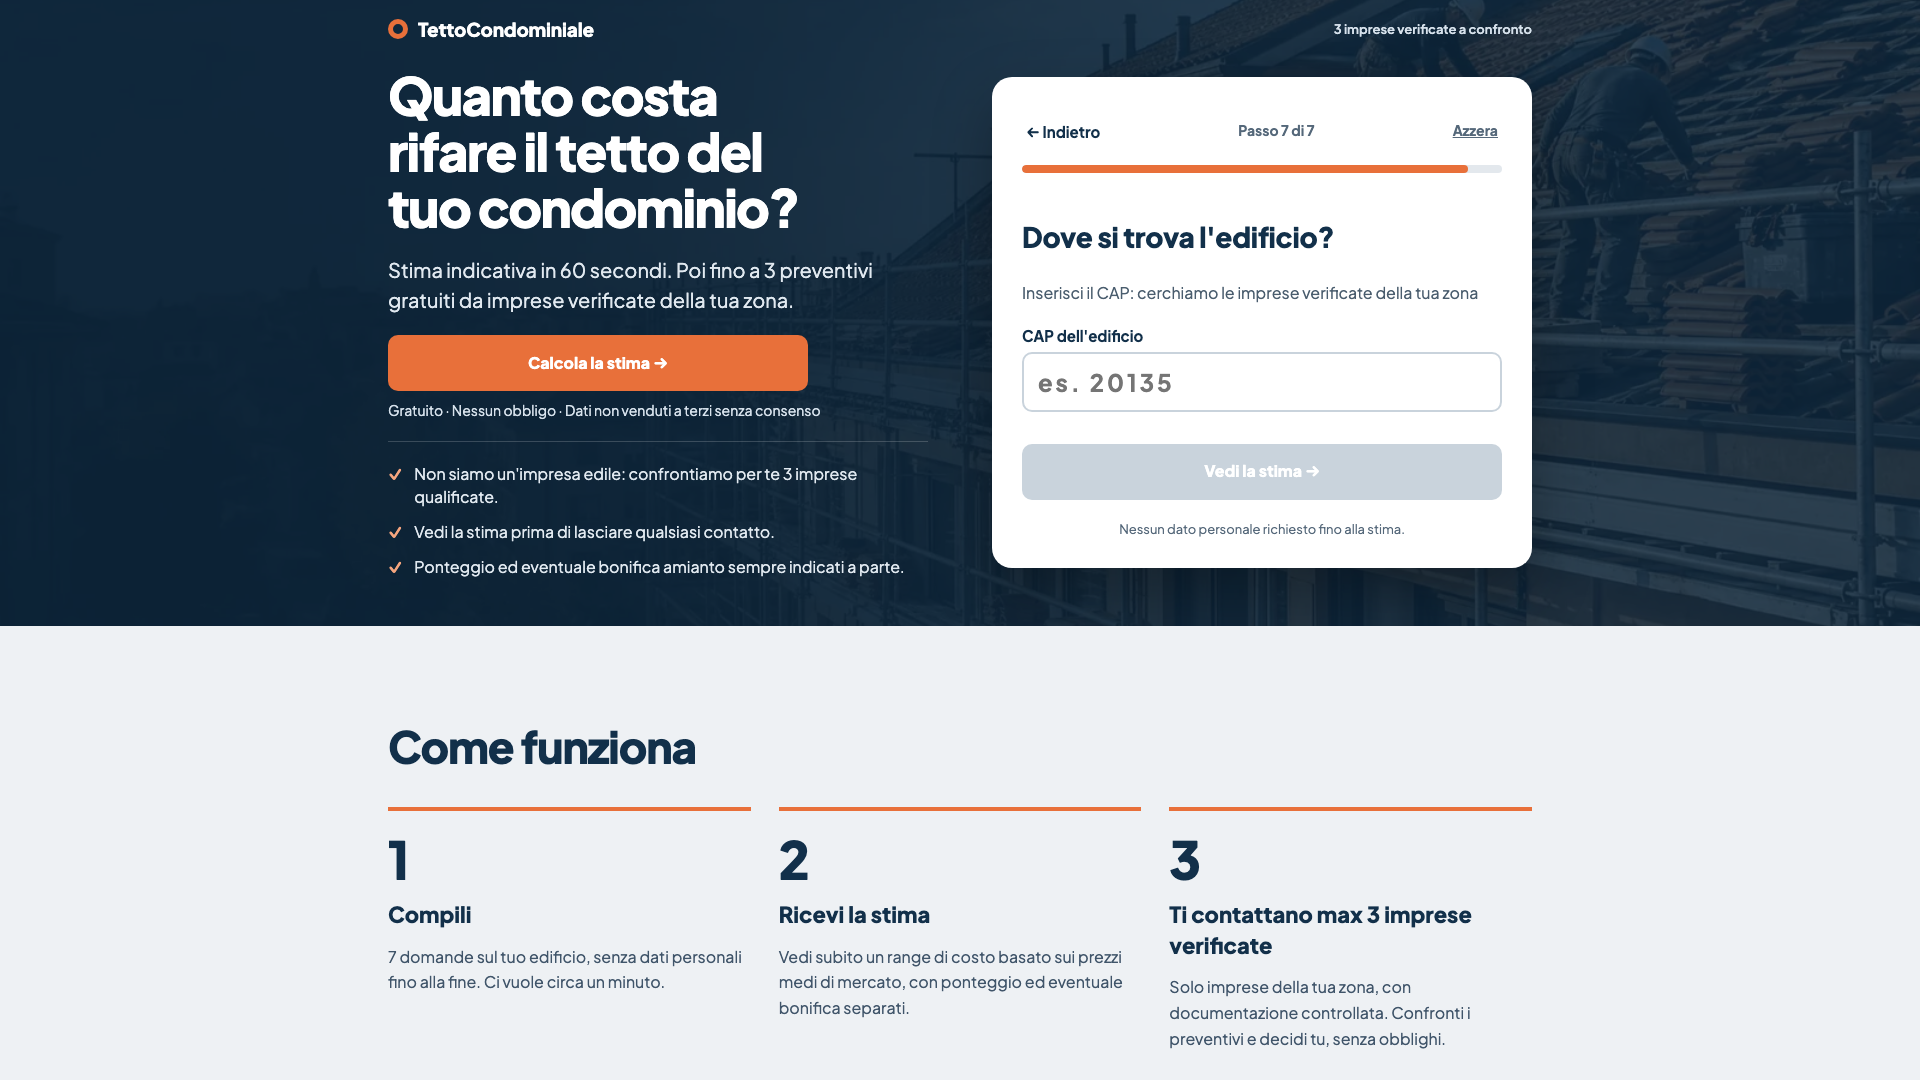 TettoCondominiale
3 imprese verificate a confronto
Quanto costa
rifare il tetto del
tuo condominio?
Stima indicativa in 60 secondi. Poi fino a 3 preventivi
gratuiti da imprese verificate della tua zona.
Calcola la stima →
Gratuito · Nessun obbligo · Dati non venduti a terzi senza consenso
Non siamo un'impresa edile: confrontiamo per te 3 imprese
qualificate.
Vedi la stima prima di lasciare qualsiasi contatto.
Ponteggio ed eventuale bonifica amianto sempre indicati a parte.
← Indietro
Passo 7 di 7
Azzera
Dove si trova l'edificio?
Inserisci il CAP: cerchiamo le imprese verificate della tua zona
CAP dell'edificio
es. 20135
Vedi la stima →
Nessun dato personale richiesto fino alla stima.
Come funziona
1
Compili
7 domande sul tuo edificio, senza dati personali
fino alla fine. Ci vuole circa un minuto.
2
Ricevi la stima
Vedi subito un range di costo basato sui prezzi
medi di mercato, con ponteggio ed eventuale
bonifica separati.
3
Ti contattano max 3 imprese
verificate
Solo imprese della tua zona, con
documentazione controllata. Confronti i
preventivi e decidi tu, senza obblighi.